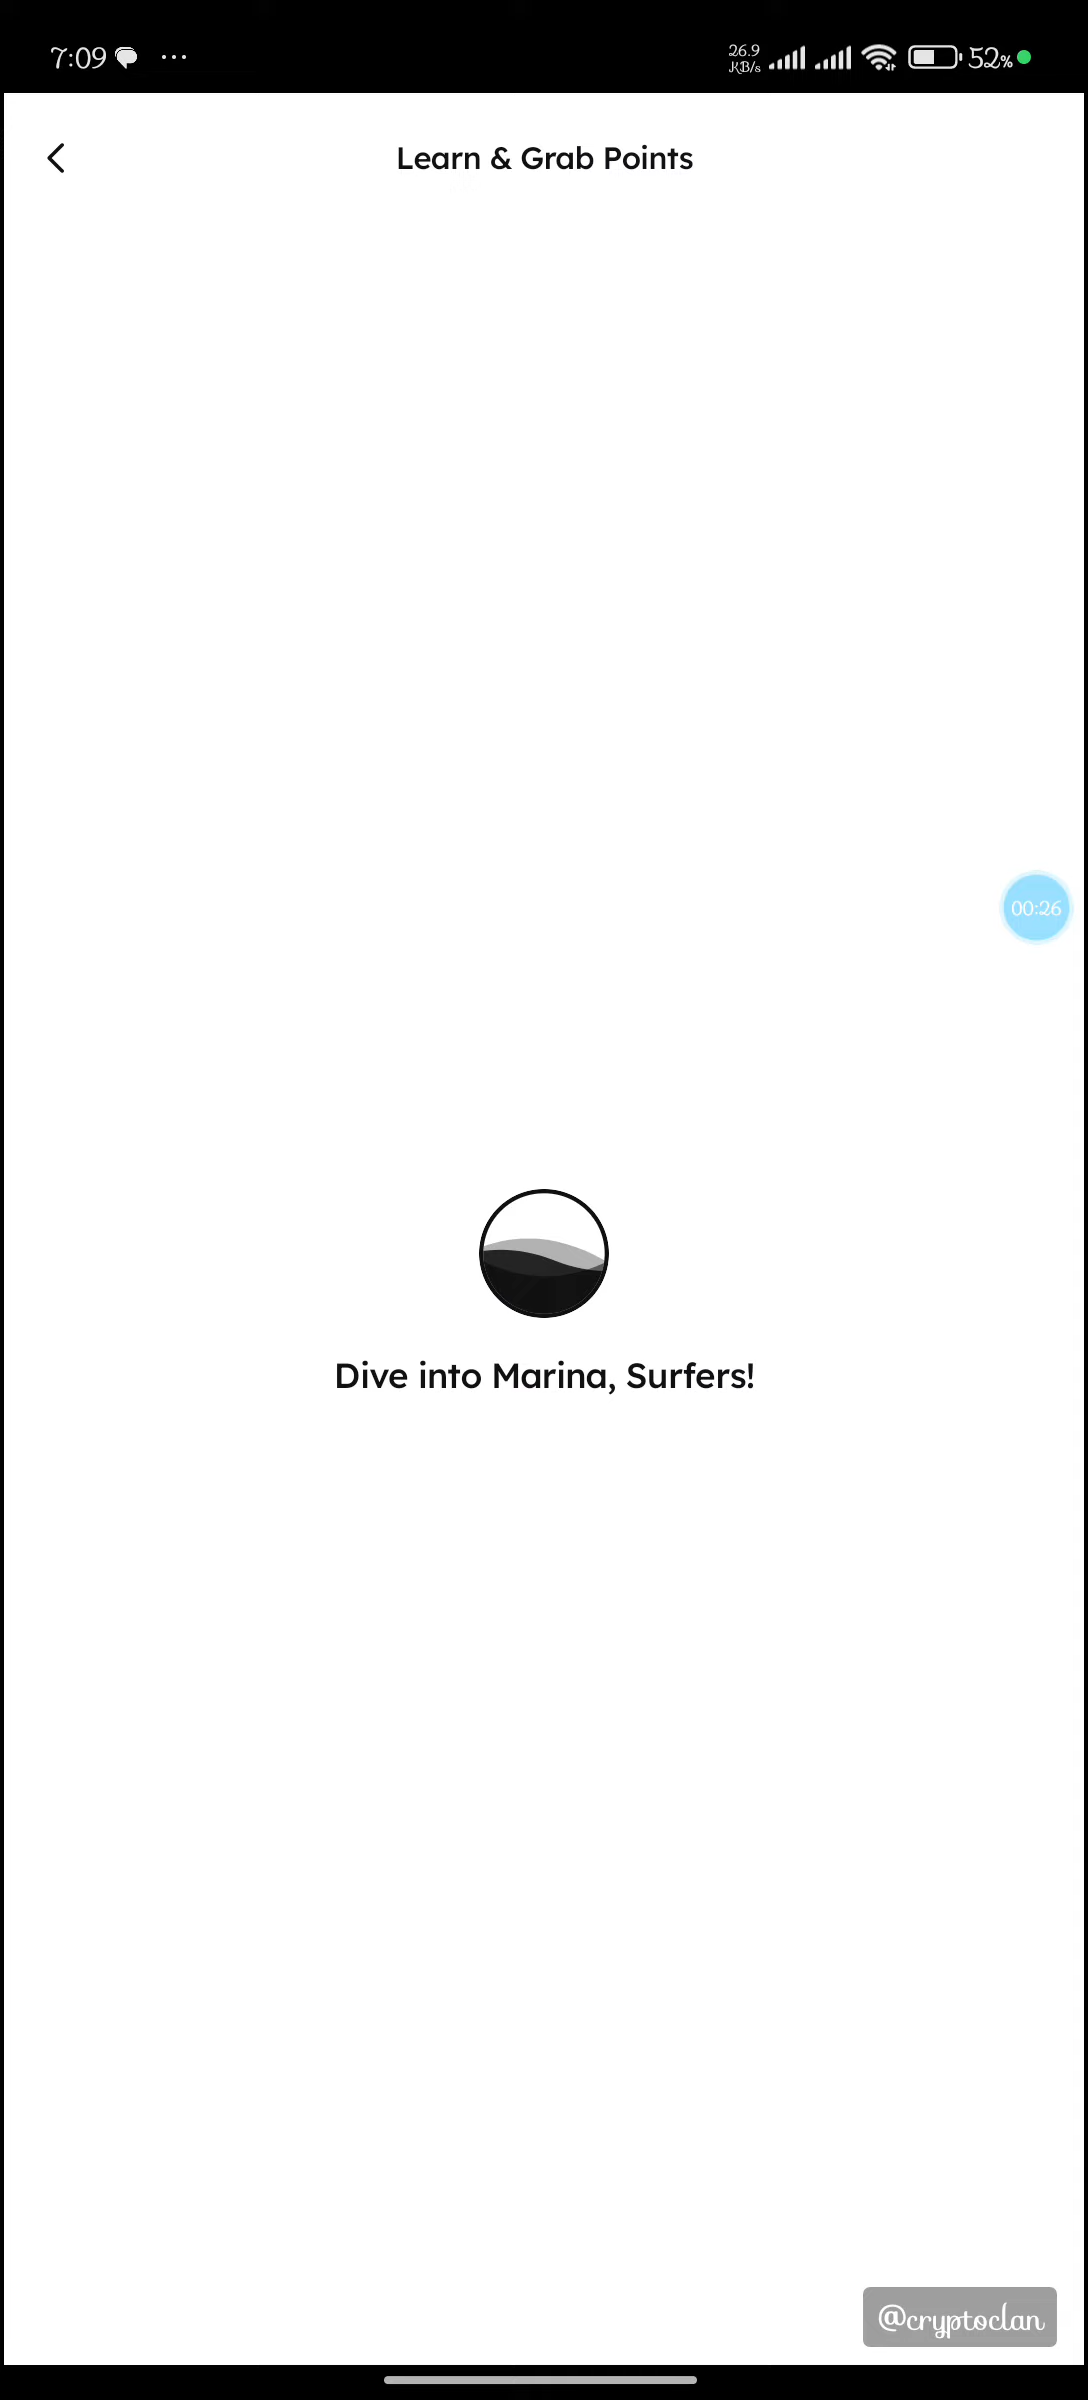 7:09 ... 26.9 KB/s 52%
Learn & Grab Points
00:26
Dive into Marina, Surfers!
@cryptoclan